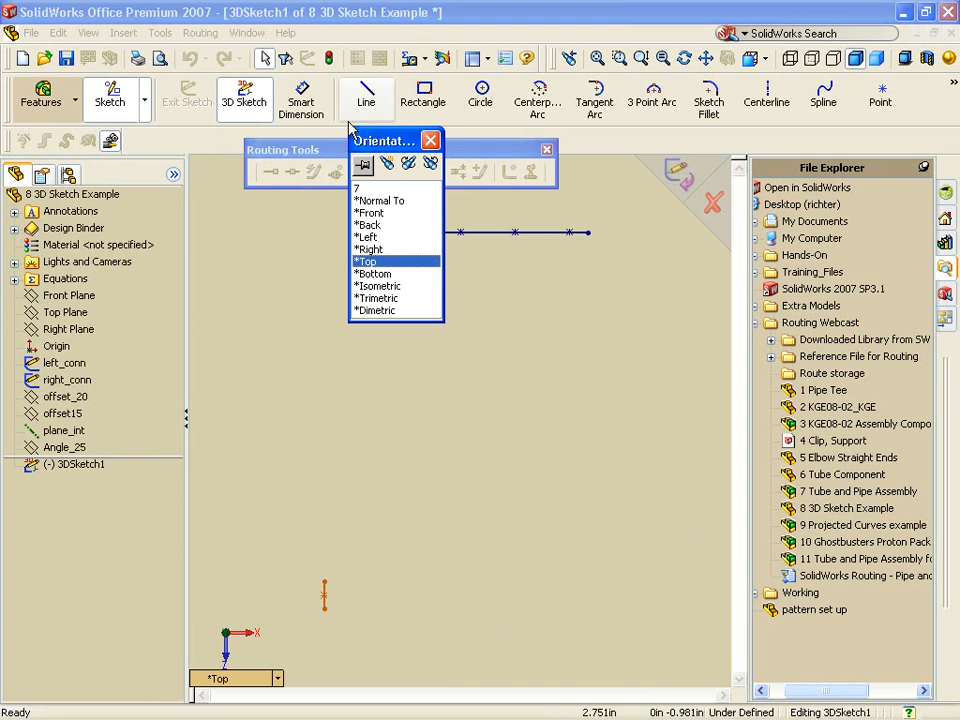 SolidWorks Office Premium 2007 - [3DSketch1 of 8 3D Sketch Example *]
File Edit View Insert Tools Routing Window Help SolidWorks Search
Features Sketch Exit Sketch 3D Sketch Smart Dimension Line Rectangle Circle Centerp... Arc Tangent Arc 3 Point Arc Sketch Fillet Centerline Spline Point
Routing Tools
Orientat...
7
*Normal To
*Front
*Back
*Left
*Right
*Top
*Bottom
*Isometric
*Trimetric
*Dimetric
8 3D Sketch Example
Annotations
Design Binder
Material <not specified>
Lights and Cameras
Equations
Front Plane
Top Plane
Right Plane
Origin
left_conn
right_conn
offset_20
offset15
plane_int
Angle_25
(-) 3DSketch1
X
Z
*Top
File Explorer
Open in SolidWorks
Desktop (richter)
My Documents
My Computer
Hands-On
Training_Files
SolidWorks 2007 SP3.1
Extra Models
Routing Webcast
Downloaded Library from SW
Reference File for Routing
Route storage
1 Pipe Tee
2 KGE08-02_KGE
3 KGE08-02 Assembly Compo
4 Clip, Support
5 Elbow Straight Ends
6 Tube Component
7 Tube and Pipe Assembly
8 3D Sketch Example
9 Projected Curves example
10 Ghostbusters Proton Pack
11 Tube and Pipe Assembly fo
SolidWorks Routing - Pipe and
Working
pattern set up
Ready 2.751in 0in -0.981in Under Defined Editing 3DSketch1